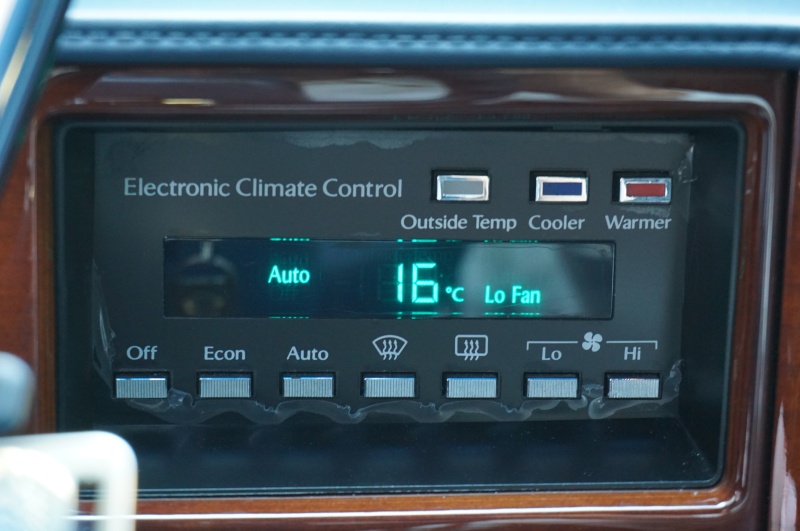 Electronic Climate Control
Outside Temp Cooler Warmer
Auto 16 °C Lo Fan
Off Econ Auto Lo Hi